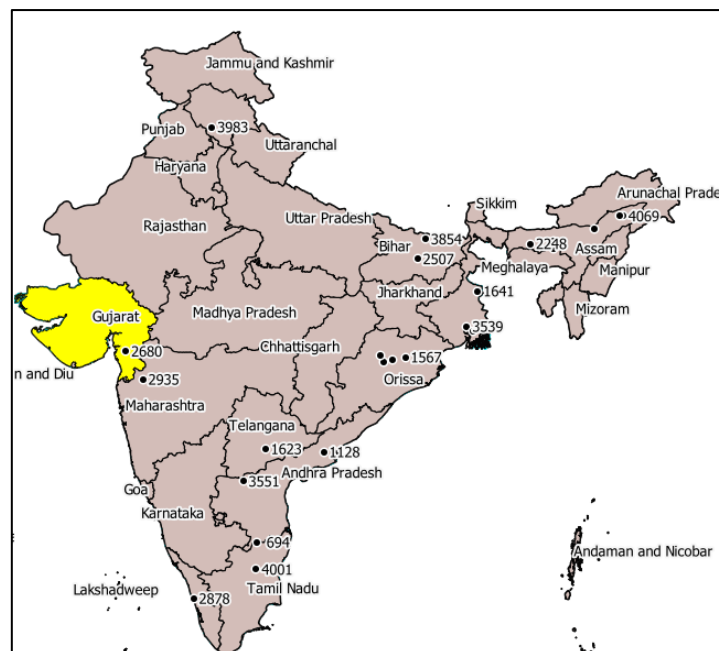 Jammu and Kashmir
3983
Punjab
Uttaranchal
Haryana
Sikkim
Arunachal Prade
Uttar Pradesh
4069
Rajasthan
3854
2248
Bihar
Assam
2507
Meghalaya
Manipur
Jharkhand
1641
Mizoram
Madhya Pradesh
Gujarat
3539
Chhattisgarh
2680
1567
n and Diu
2935
Orissa
Maharashtra
Telangana
1623
1128
Andhra Pradesh
3551
Goa
Karnataka
694
Andaman and Nicobar
4001
Lakshadweep
Tamil Nadu
2878